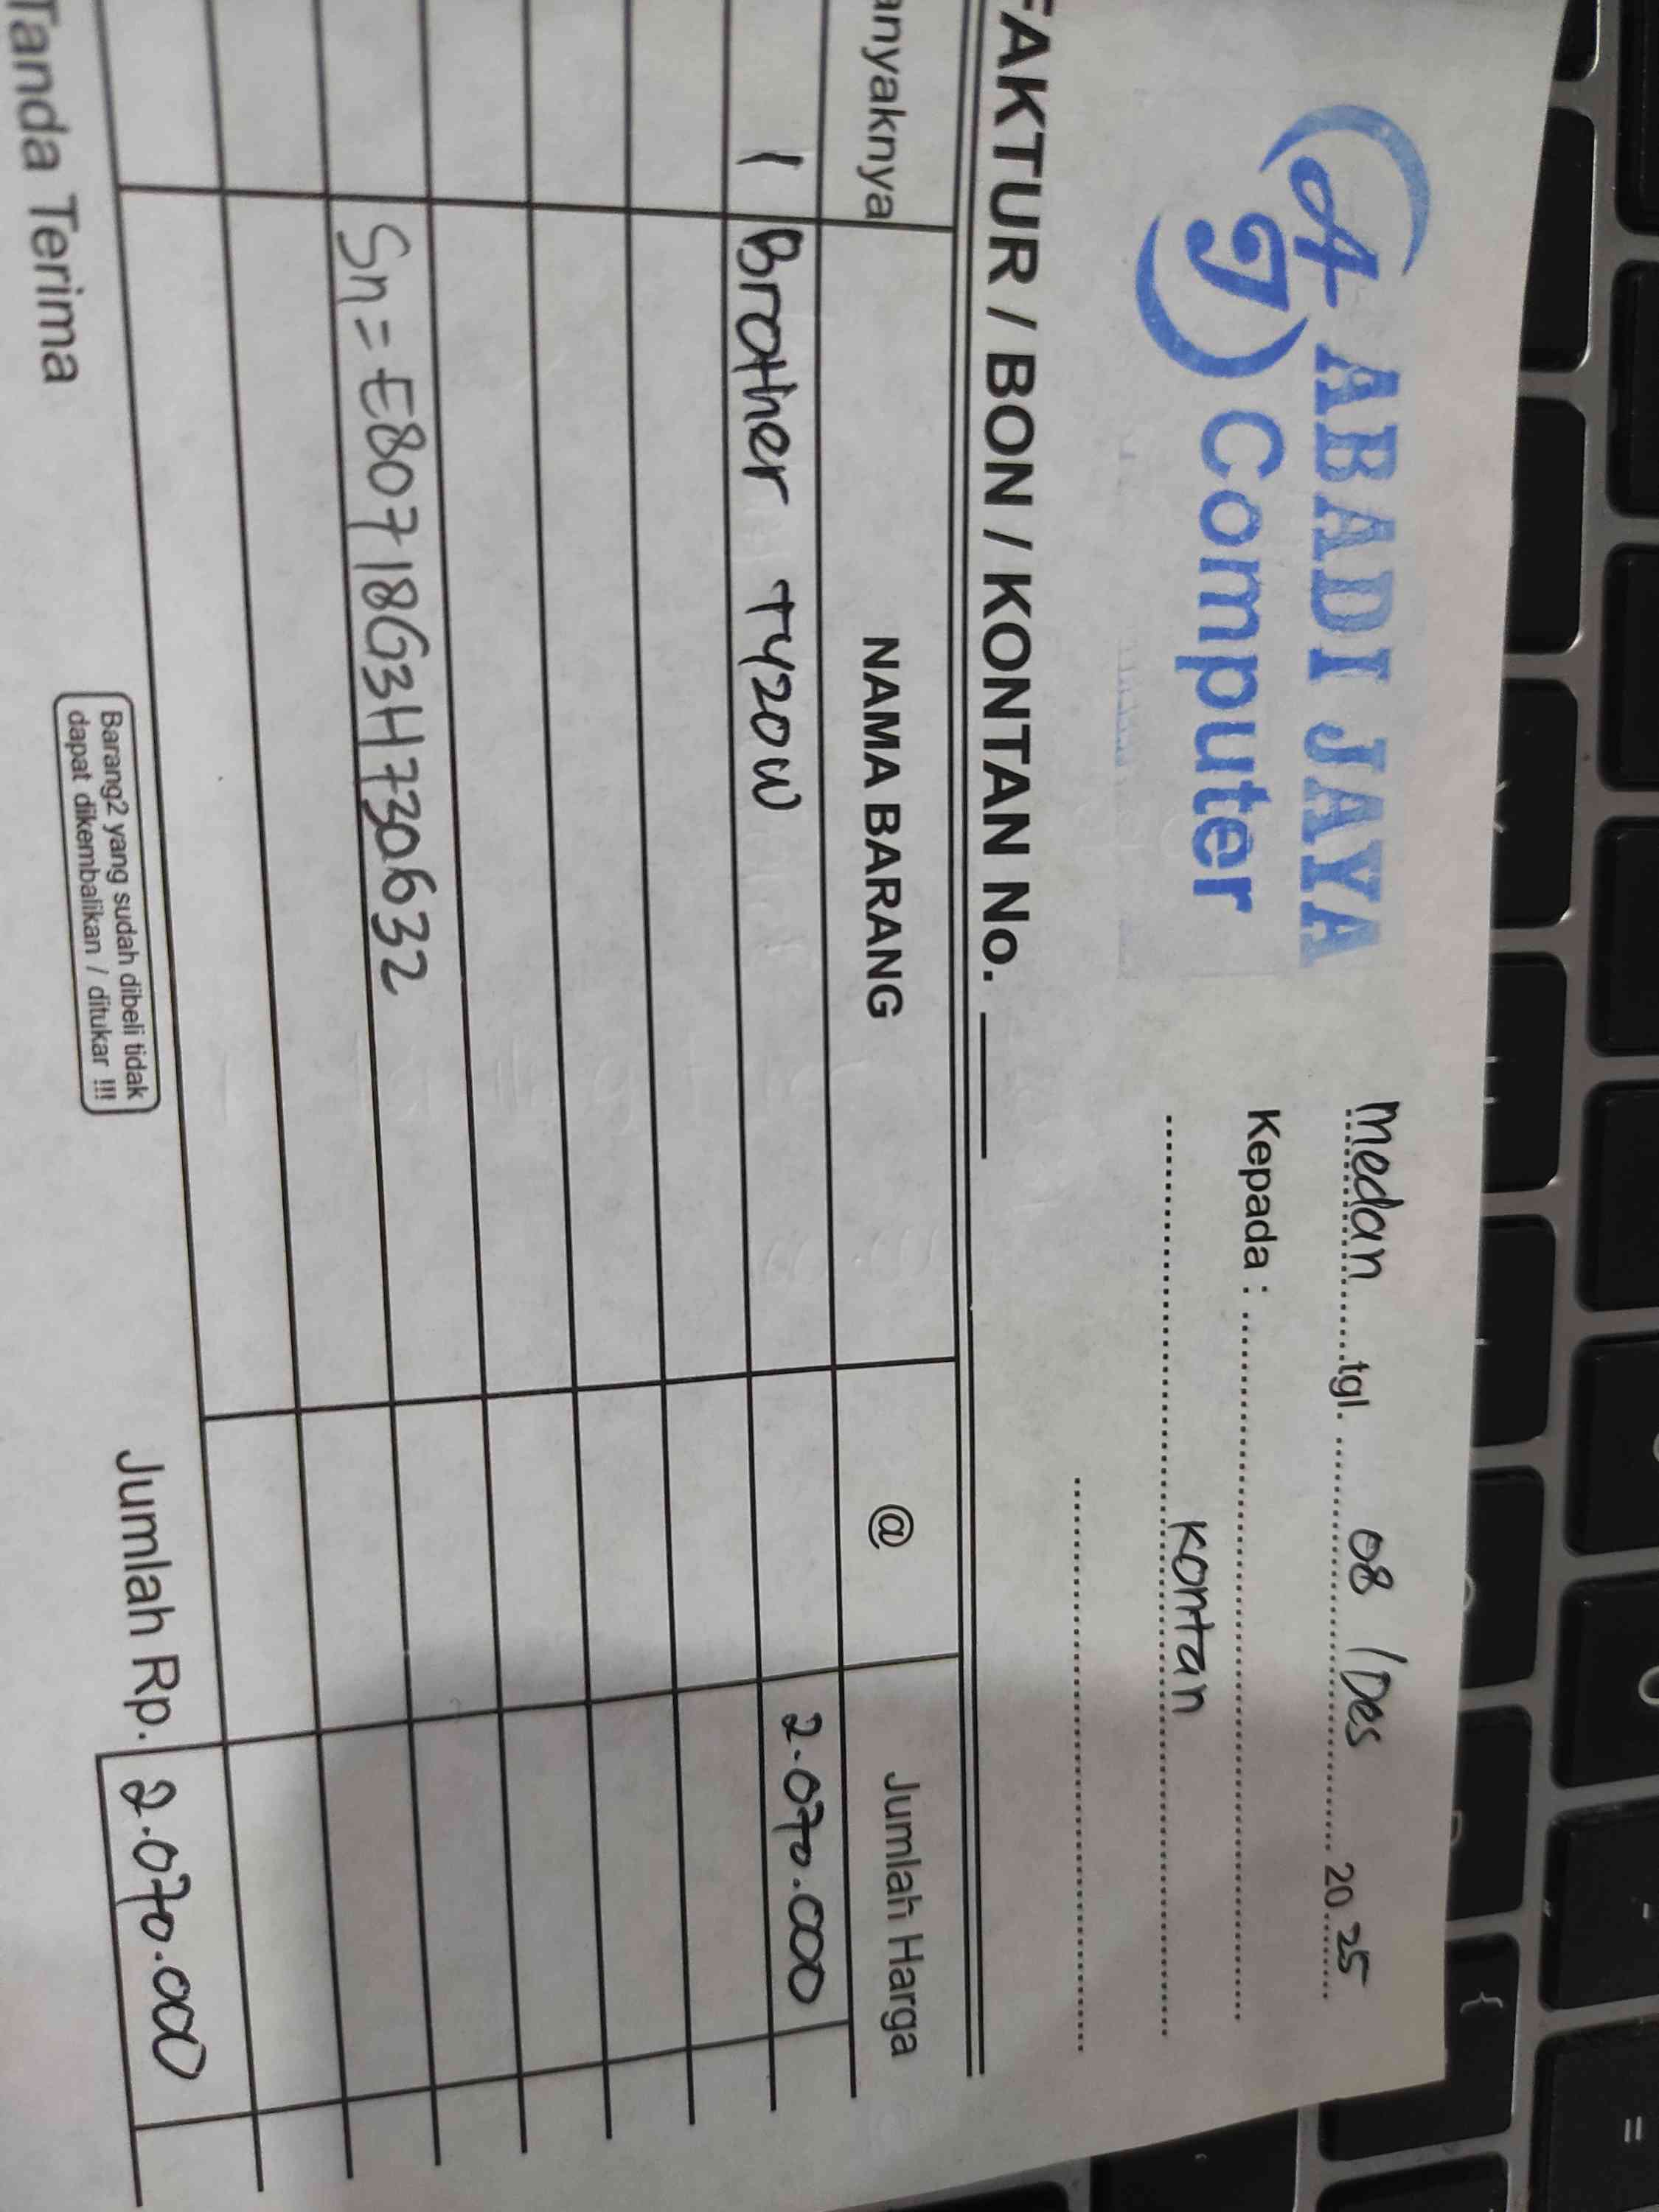 AJ
ABADI JAYA
Computer
medan tgl. 08 / Des 2025
Kepada :
Kontan
FAKTUR / BON / KONTAN No.
anyaknya NAMA BARANG @ Jumlah Harga
1 Brother T420W 2.070.000
Sn = E80718G3H730632
Jumlah Rp. 2.070.000
Barang2 yang sudah dibeli tidak
dapat dikembalikan / ditukar !!!
Tanda Terima